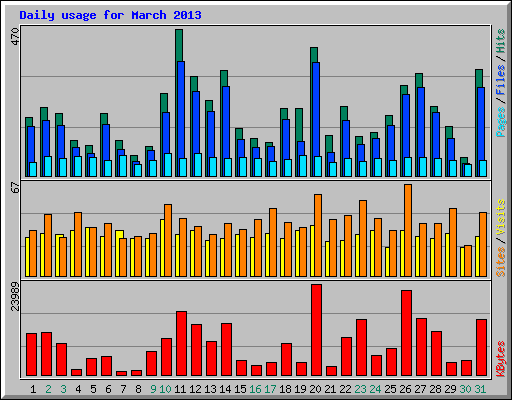 Daily usage for March 2013
470
67
23989
Pages/Files/Hits
Sites/Visits
KBytes
1 2 3 4 5 6 7 8 9 10 11 12 13 14 15 16 17 18 19 20 21 22 23 24 25 26 27 28 29 30 31